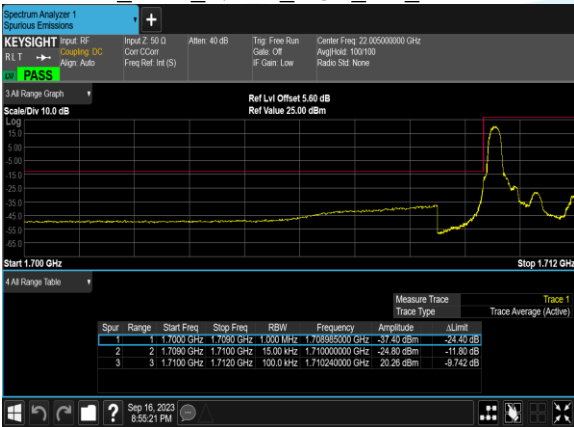 Spectrum Analyzer 1
Spurious Emissions
KEYSIGHT Input: RF Input Z: 50 Ω Atten: 40 dB Trig: Free Run Center Freq: 22.005000000 GHz
RLT Coupling: DC Corr CCorr Gate: Off Avg|Hold: 100/100
Align: Auto Freq Ref: Int (S) IF Gain: Low Radio Std: None
PASS
3 All Range Graph
Ref Lvl Offset 5.60 dB
Scale/Div 10.0 dB Ref Value 25.00 dBm
Log
15.0
5.00
-5.00
-15.0
-25.0
-35.0
-45.0
-55.0
-65.0
Start 1.700 GHz Stop 1.712 GHz
4 All Range Table
Measure Trace Trace 1
Trace Type Trace Average (Active)
Spur Range Start Freq Stop Freq RBW Frequency Amplitude ΔLimit
1 1 1.7000 GHz 1.7090 GHz 1.000 MHz 1.708985000 GHz -37.40 dBm -24.40 dB
2 2 1.7090 GHz 1.7100 GHz 15.00 kHz 1.710000000 GHz -24.80 dBm -11.80 dB
3 3 1.7100 GHz 1.7120 GHz 100.0 kHz 1.710240000 GHz 20.26 dBm -9.742 dB
Sep 16, 2023
8:55:21 PM